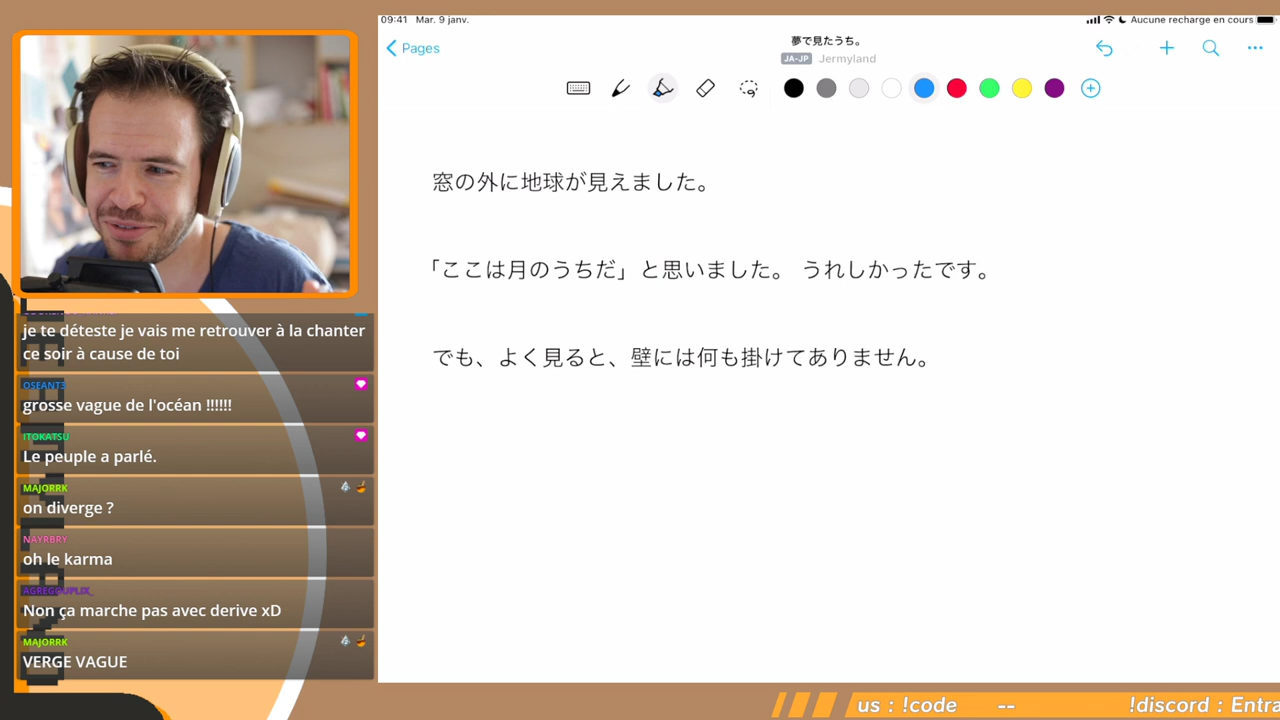 09:41 Mar. 9 janv.
Aucune recharge en cours
Pages
夢で見たうち。
JA-JP Jermyland
窓の外に地球が見えました。
「ここは月のうちだ」と思いました。 うれしかったです。
でも、よく見ると、壁には何も掛けてありません。
je te déteste je vais me retrouver à la chanter
ce soir à cause de toi
OSEANT3
grosse vague de l'océan !!!!!!
ITOKATSU
Le peuple a parlé.
MAJORRK
on diverge ?
NAYRBRY
oh le karma
AGREGOUPLIX_
Non ça marche pas avec derive xD
MAJORRK
VERGE VAGUE
us : !code -- !discord : Entra